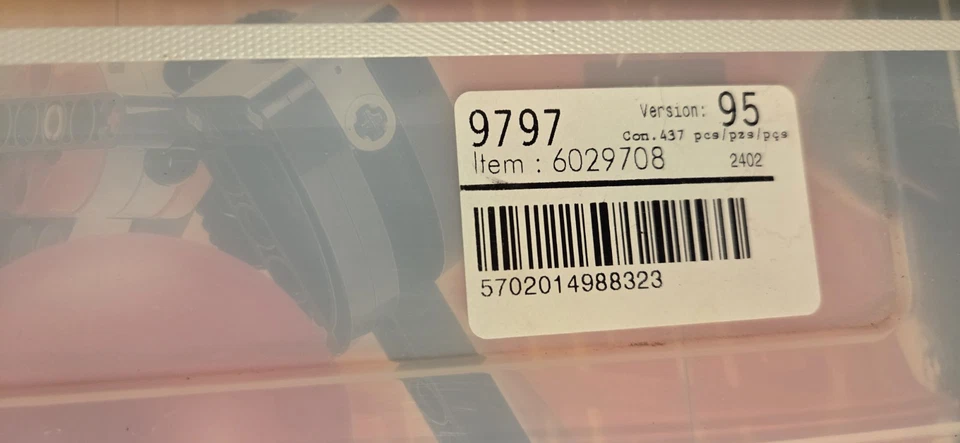 9797 Version: 95
Con.437 pcs/pzs/pçs
Item : 6029708 2402
5702014988323